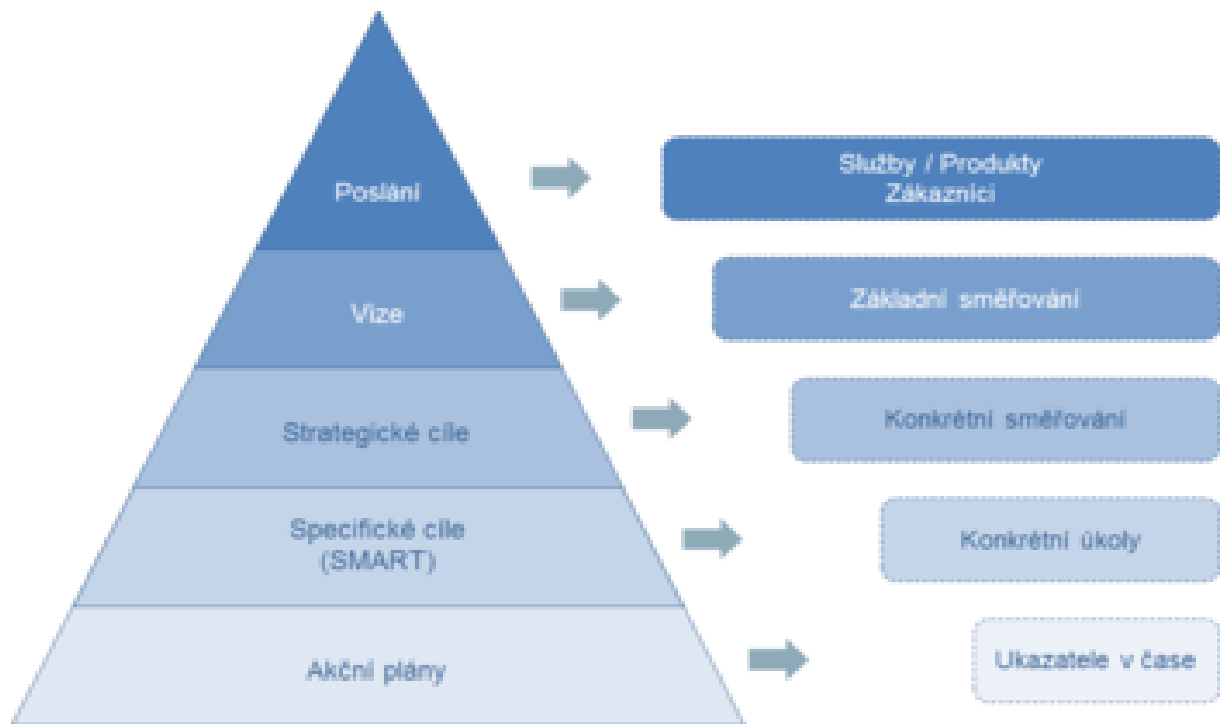 Poslání
Služby / Produkty
Zákazníci
Vize
Základní směřování
Strategické cíle
Konkrétní směřování
Specifické cíle
(SMART)
Konkrétní úkoly
Akční plány
Ukazatele v čase